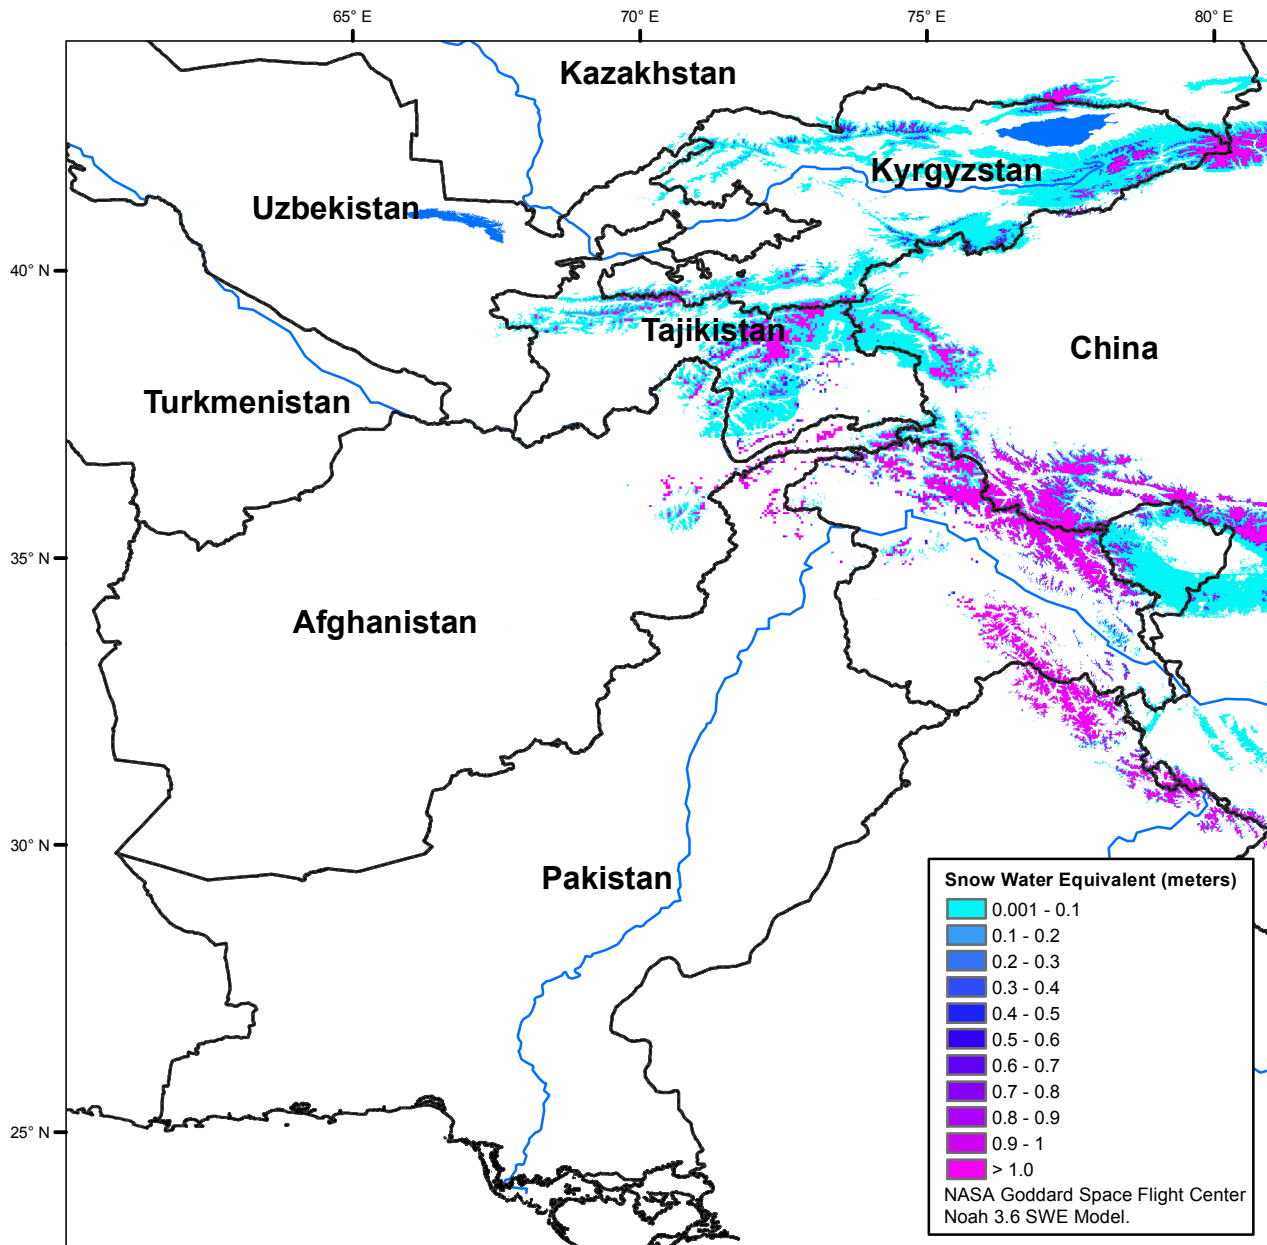 65° E
70° E
75° E
80° E
Kazakhstan
Kyrgyzstan
Uzbekistan
40° N
Tajikistan
China
Turkmenistan
35° N
Afghanistan
30° N
Pakistan
25° N
Snow Water Equivalent (meters)
0.001 - 0.1
0.1 - 0.2
0.2 - 0.3
0.3 - 0.4
0.4 - 0.5
0.5 - 0.6
0.6 - 0.7
0.7 - 0.8
0.8 - 0.9
0.9 - 1
> 1.0
NASA Goddard Space Flight Center
Noah 3.6 SWE Model.